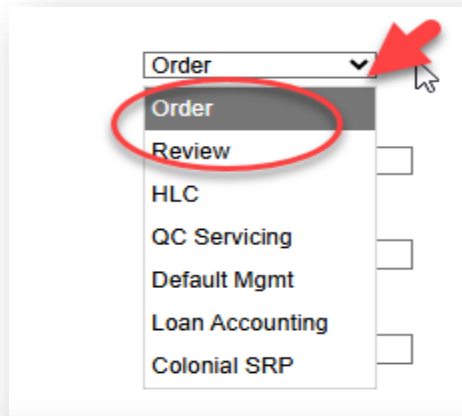 Order
Order
Review
HLC
QC Servicing
Default Mgmt
Loan Accounting
Colonial SRP